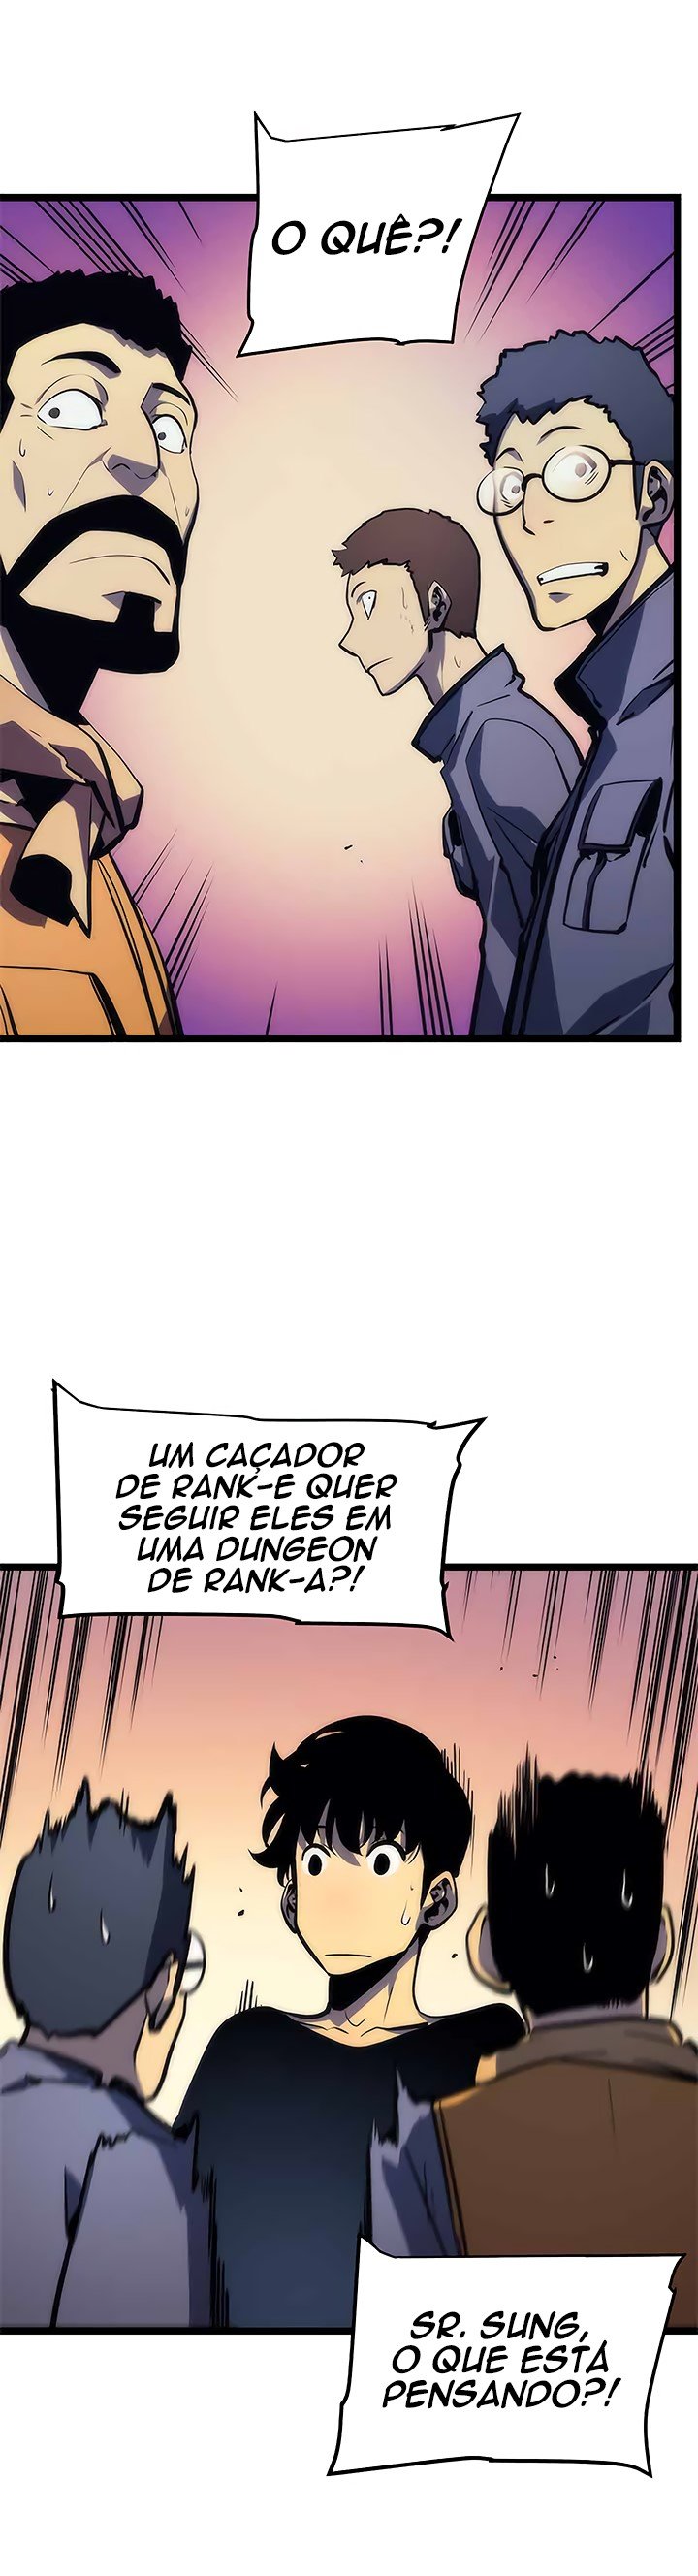 O QUÊ?!
UM CAÇADOR
DE RANK-E QUER
SEGUIR ELES EM
UMA DUNGEON
DE RANK-A?!
SR. SUNG,
O QUE ESTÁ
PENSANDO?!